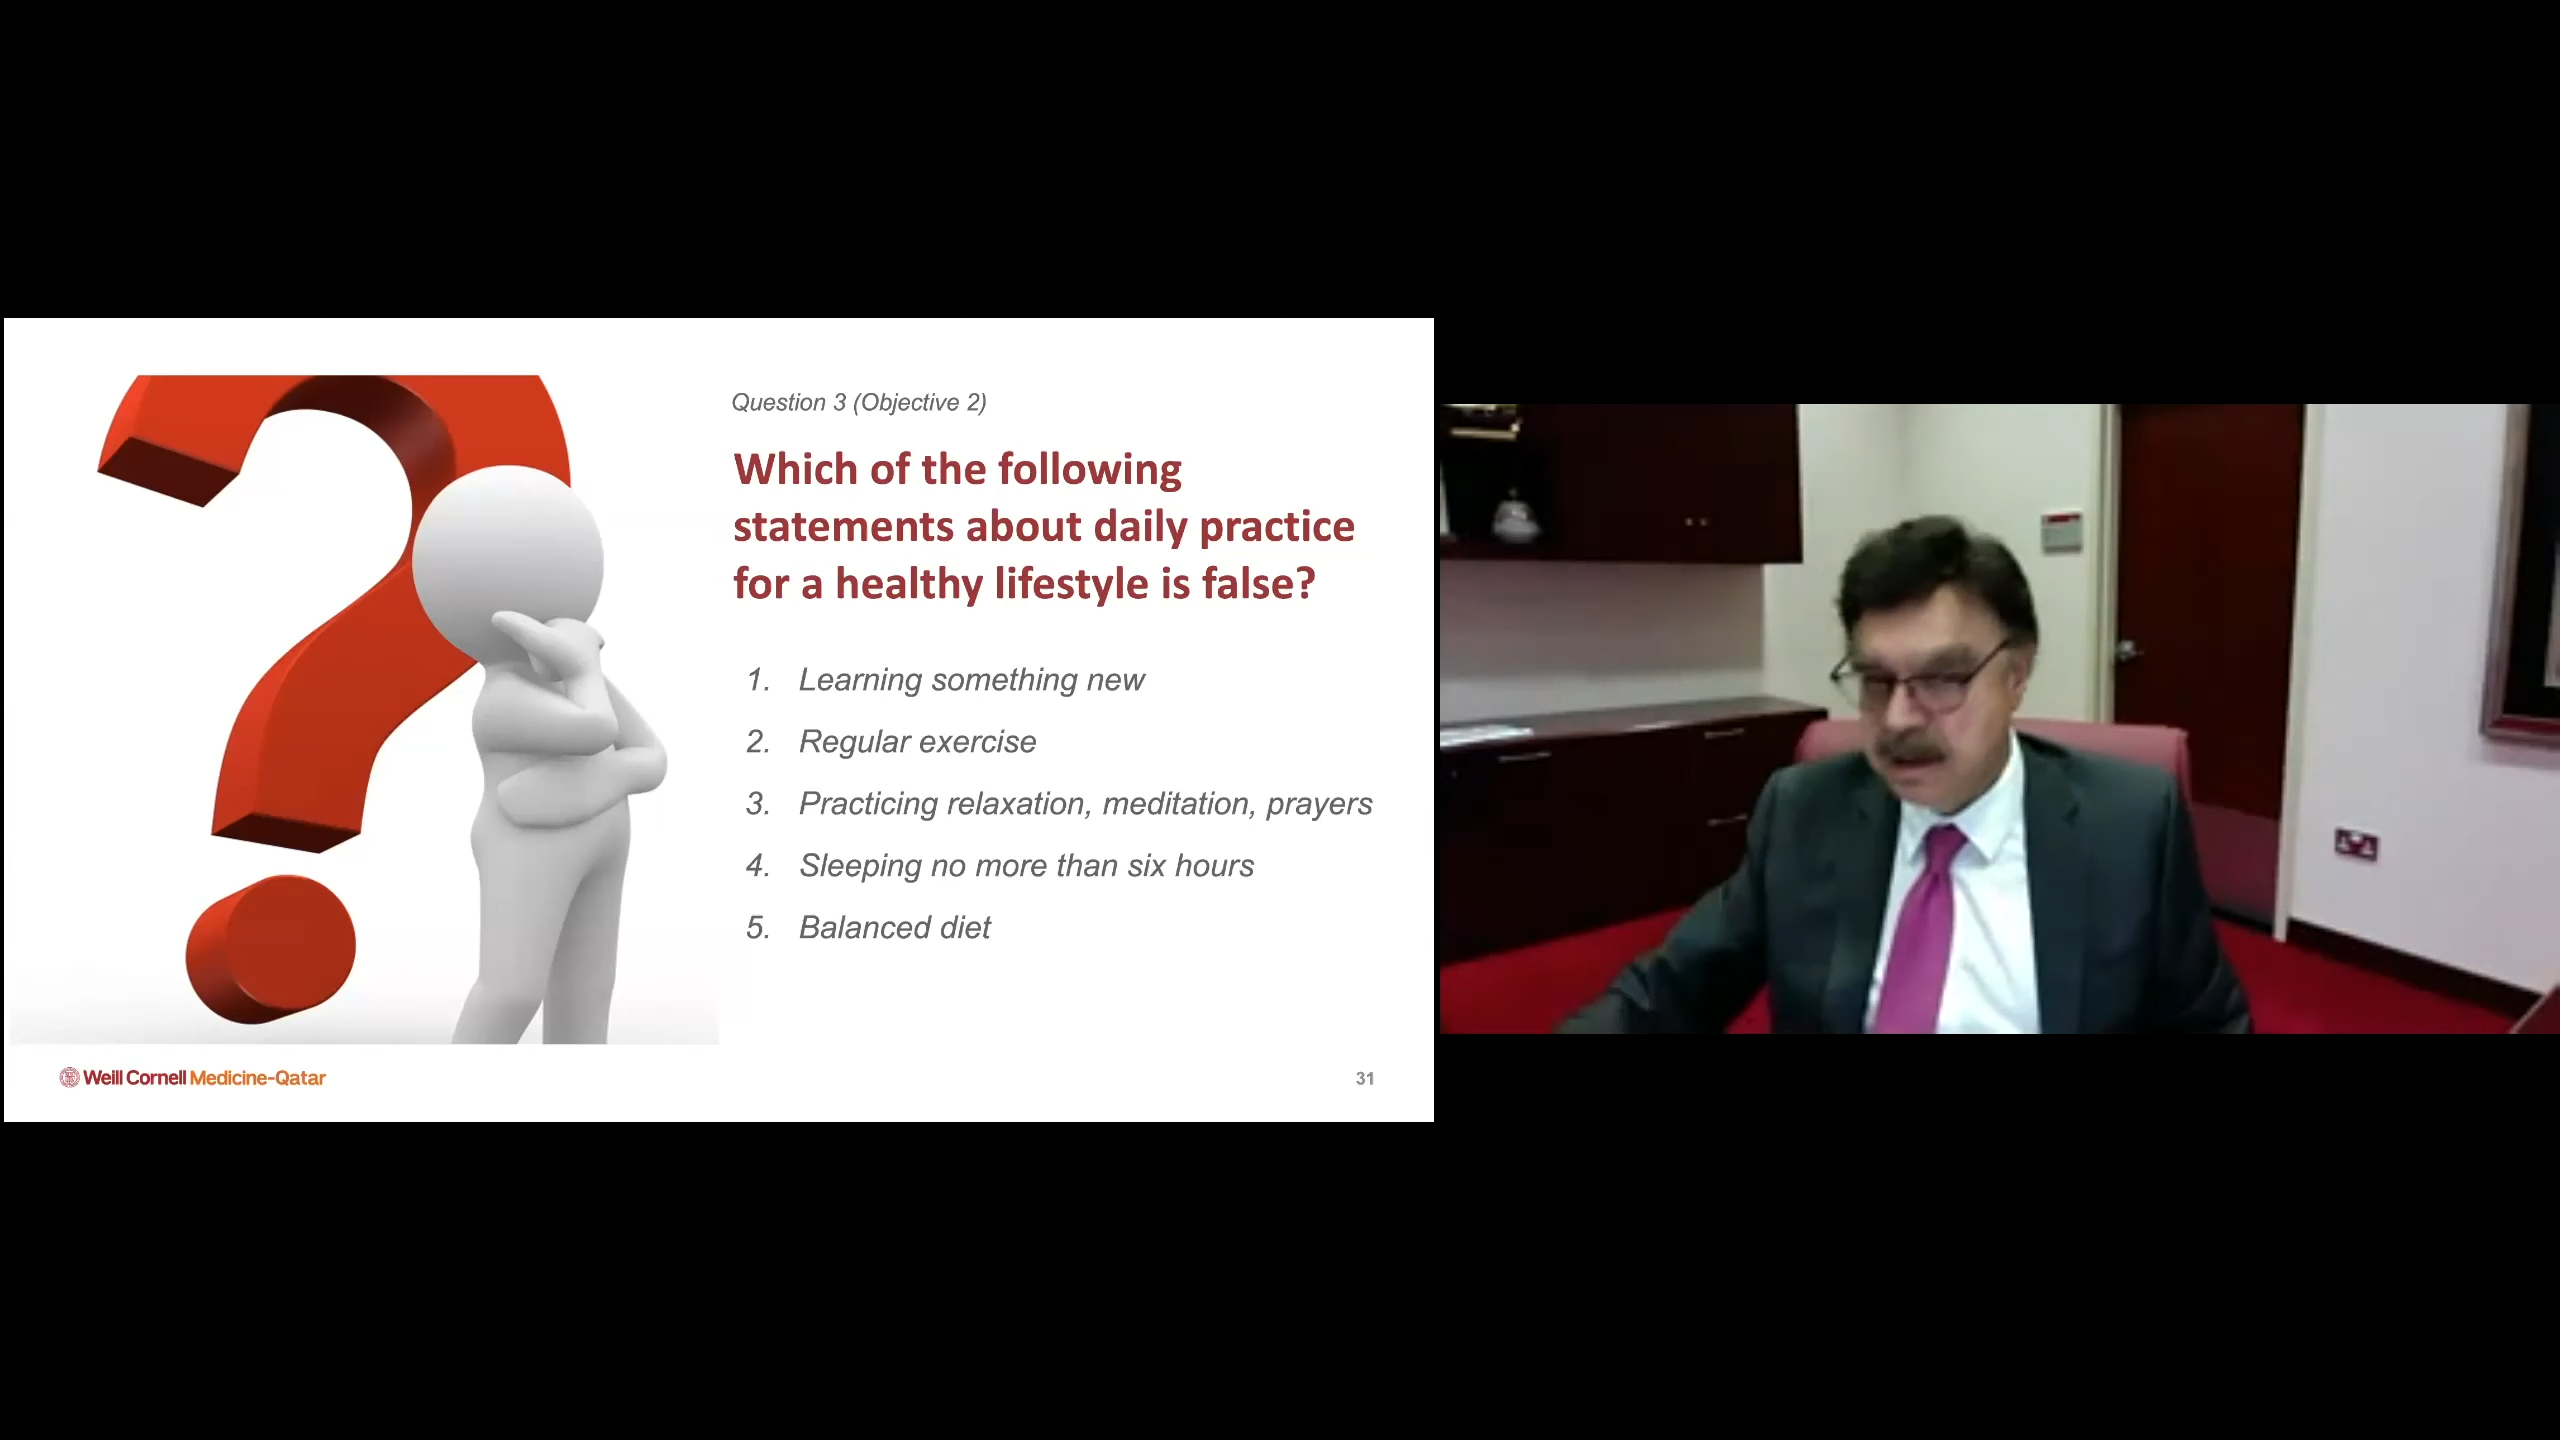 Question 3 (Objective 2)
Which of the following
statements about daily practice
for a healthy lifestyle is false?
1. Learning something new
2. Regular exercise
3. Practicing relaxation, meditation, prayers
4. Sleeping no more than six hours
5. Balanced diet
Weill Cornell Medicine-Qatar
31